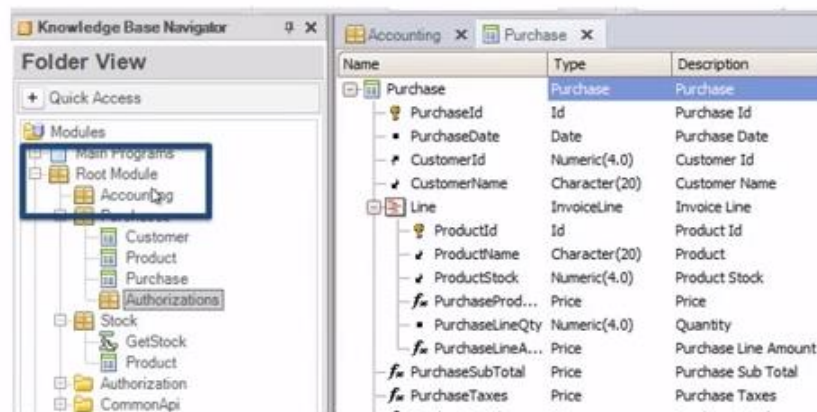 Knowledge Base Navigator
Folder View
+ Quick Access
Modules
Main Programs
Root Module
Accounting
Purchases
Customer
Product
Purchase
Authorizations
Stock
GetStock
Product
Authorization
CommonApi
Accounting Purchase
Name Type Description
Purchase Purchase Purchase
PurchaseId Id Purchase Id
PurchaseDate Date Purchase Date
CustomerId Numeric(4.0) Customer Id
CustomerName Character(20) Customer Name
Line InvoiceLine Invoice Line
ProductId Id Product Id
ProductName Character(20) Product
ProductStock Numeric(4.0) Product Stock
PurchaseProd... Price Price
PurchaseLineQty Numeric(4.0) Quantity
PurchaseLineA... Price Purchase Line Amount
PurchaseSubTotal Price Purchase Sub Total
PurchaseTaxes Price Purchase Taxes